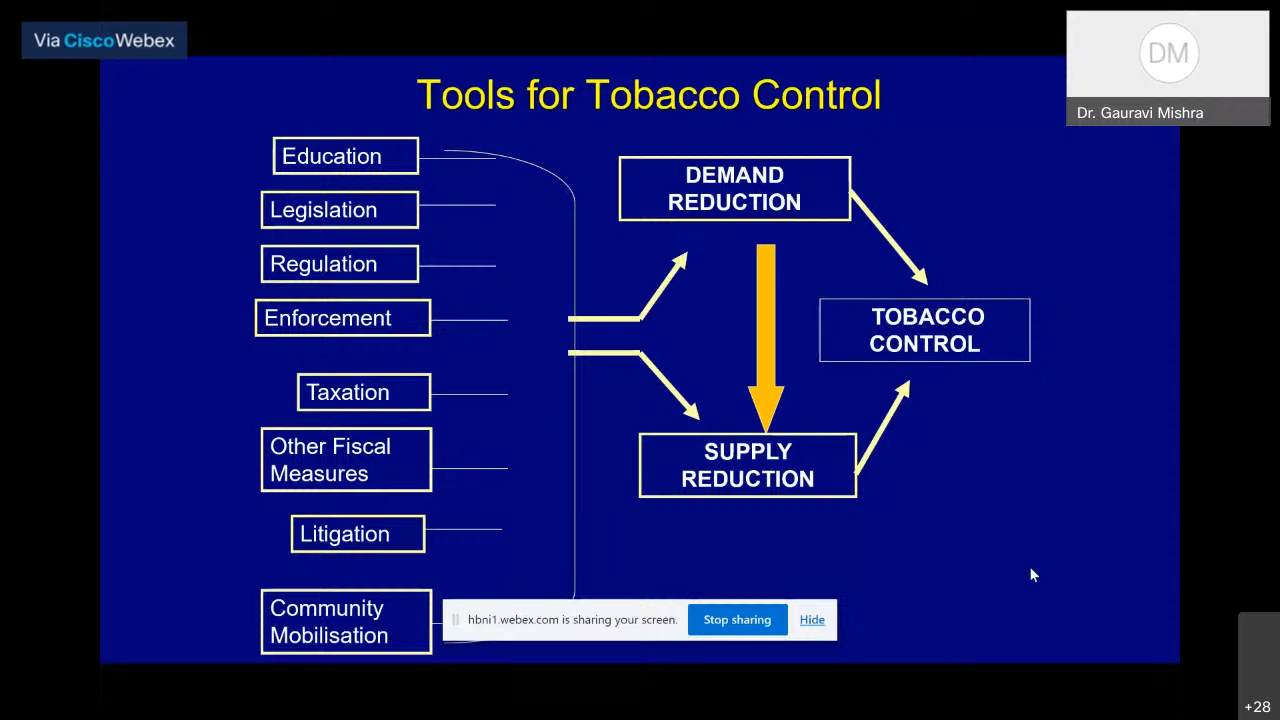 Via CiscoWebex
DM
Dr. Gauravi Mishra
Tools for Tobacco Control
Education
Legislation
Regulation
Enforcement
Taxation
Other Fiscal
Measures
Litigation
Community
Mobilisation
DEMAND
REDUCTION
SUPPLY
REDUCTION
TOBACCO
CONTROL
hbni1.webex.com is sharing your screen.
Stop sharing
Hide
+28